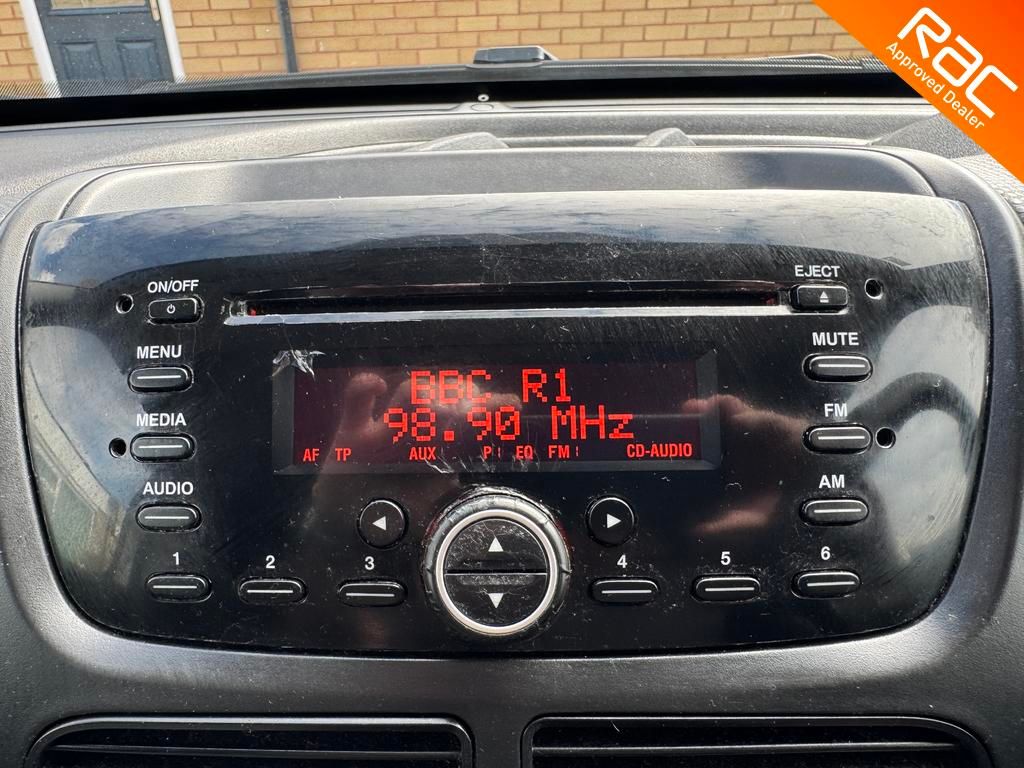 RAC
Approved Dealer
ON/OFF
EJECT
MENU
MUTE
MEDIA
FM
AUDIO
AM
BBC R1
98.90 MHz
AF TP AUX P EQ FM CD-AUDIO
1 2 3 4 5 6